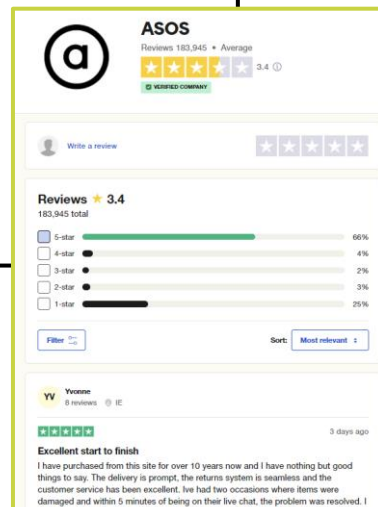 a
ASOS
Reviews 183,945 • Average
3.4
VERIFIED COMPANY
Write a review
Reviews 3.4
183,945 total
5-star 66%
4-star 4%
3-star 2%
2-star 3%
1-star 25%
Filter Sort: Most relevant
YV Yvonne
8 reviews IE
3 days ago
Excellent start to finish
I have purchased from this site for over 10 years now and I have nothing but good
things to say. The delivery is prompt, the returns system is seamless and the
customer service has been excellent. Ive had two occasions where items were
damaged and within 5 minutes of being on their live chat, the problem was resolved. I